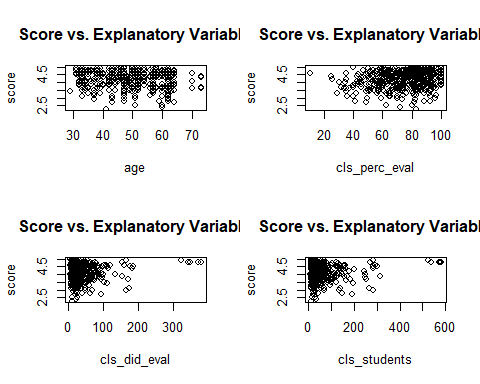 Score vs. Explanatory Variabl
score
2.5
4.5
30
40
50
60
70
age
Score vs. Explanatory Variabl
score
2.5
4.5
20
40
60
80
100
cls_perc_eval
Score vs. Explanatory Variabl
score
2.5
4.5
0
100
200
300
cls_did_eval
Score vs. Explanatory Variabl
score
2.5
4.5
0
200
400
600
cls_students